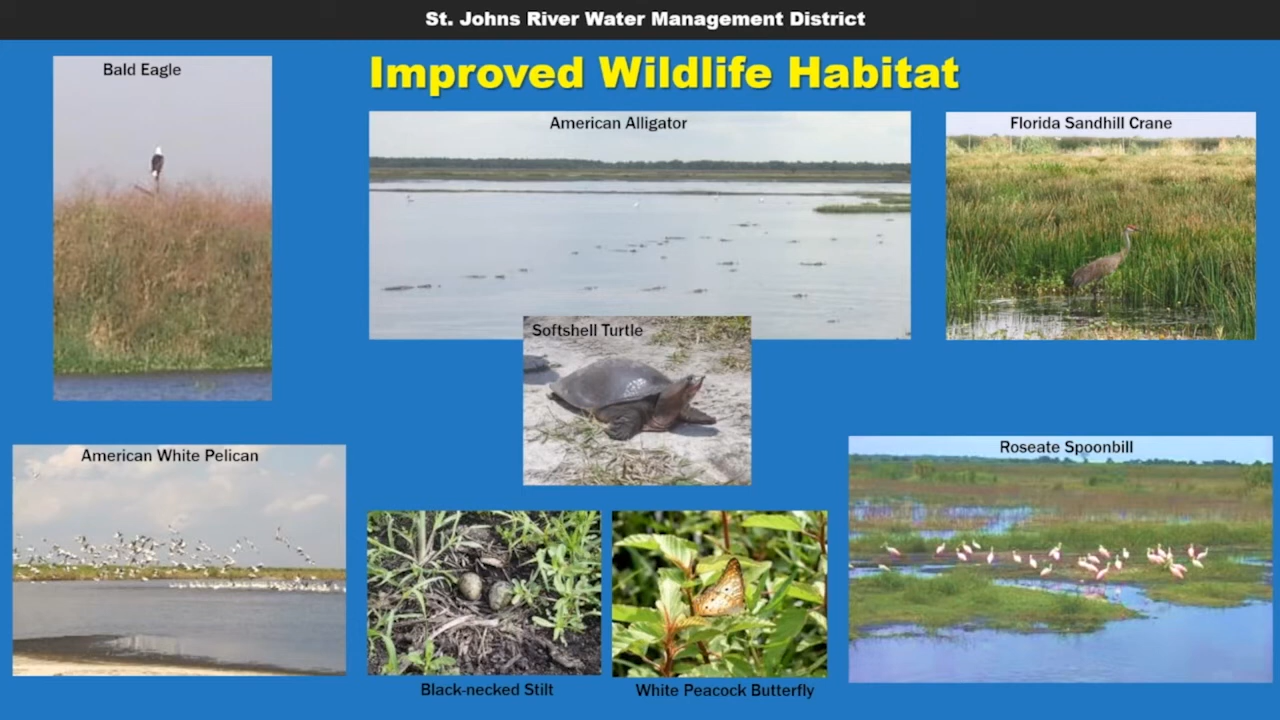 St. Johns River Water Management District
Improved Wildlife Habitat
Bald Eagle
American Alligator
Florida Sandhill Crane
Softshell Turtle
American White Pelican
Roseate Spoonbill
Black-necked Stilt
White Peacock Butterfly